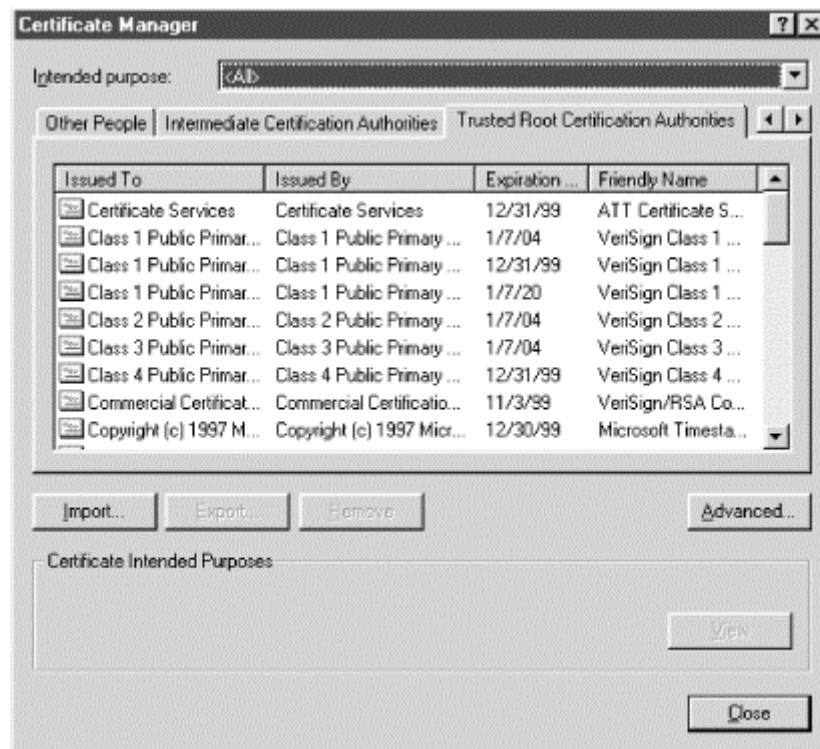 Certificate Manager
Intended purpose: <All>
Other People Intermediate Certification Authorities Trusted Root Certification Authorities
Issued To Issued By Expiration ... Friendly Name
Certificate Services Certificate Services 12/31/99 ATT Certificate S...
Class 1 Public Primar... Class 1 Public Primary ... 1/7/04 VeriSign Class 1 ...
Class 1 Public Primar... Class 1 Public Primary ... 12/31/99 VeriSign Class 1 ...
Class 1 Public Primar... Class 1 Public Primary ... 1/7/20 VeriSign Class 1 ...
Class 2 Public Primar... Class 2 Public Primary ... 1/7/04 VeriSign Class 2 ...
Class 3 Public Primar... Class 3 Public Primary ... 1/7/04 VeriSign Class 3 ...
Class 4 Public Primar... Class 4 Public Primary ... 12/31/99 VeriSign Class 4 ...
Commercial Certificat... Commercial Certificatio... 11/3/99 VeriSign/RSA Co...
Copyright (c) 1997 M... Copyright (c) 1997 Micr... 12/30/99 Microsoft Timesta...
Import... Export... Remove Advanced...
Certificate Intended Purposes
View
Close